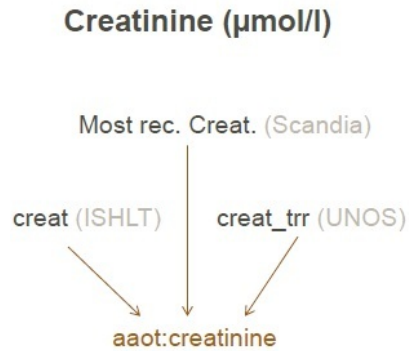 Creatinine (µmol/l)
Most rec. Creat. (Scandia)
creat (ISHLT)
creat_trr (UNOS)
aaot:creatinine